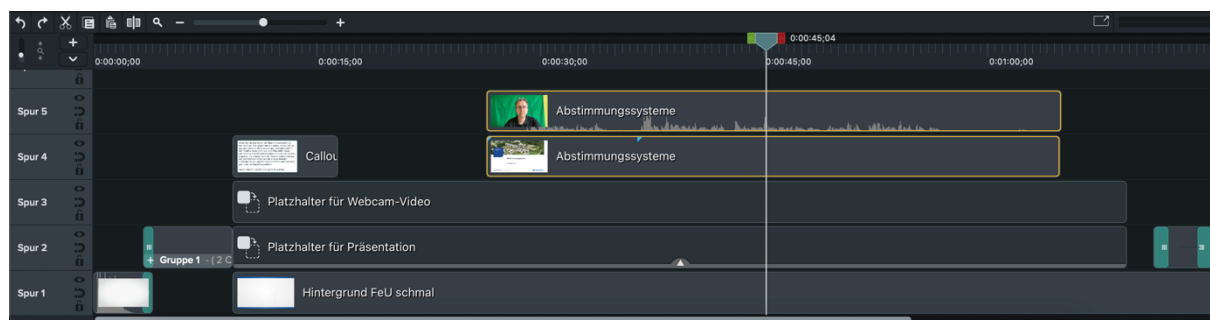 0:00:45;04
0:00:00;00 0:00:15;00 0:00:30;00 0:00:45;00 0:01:00;00
Spur 5 Abstimmungssysteme
Spur 4 Callou Abstimmungssysteme
Spur 3 Platzhalter für Webcam-Video
Spur 2 Platzhalter für Präsentation
+ Gruppe 1 - ( 2 C
Spur 1 Hintergrund FeU schmal